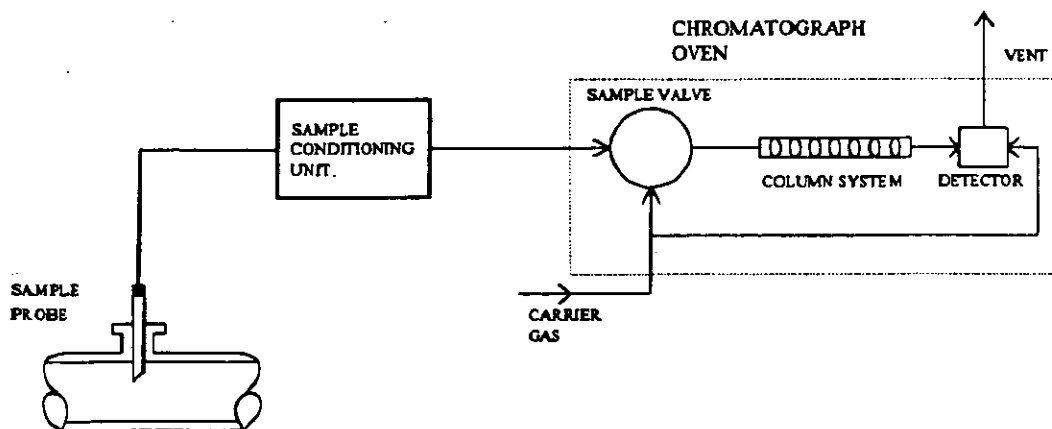 CHROMATOGRAPH
OVEN
VENT
SAMPLE VALVE
SAMPLE
CONDITIONING
UNIT.
COLUMN SYSTEM
DETECTOR
SAMPLE
PROBE
CARRIER
GAS